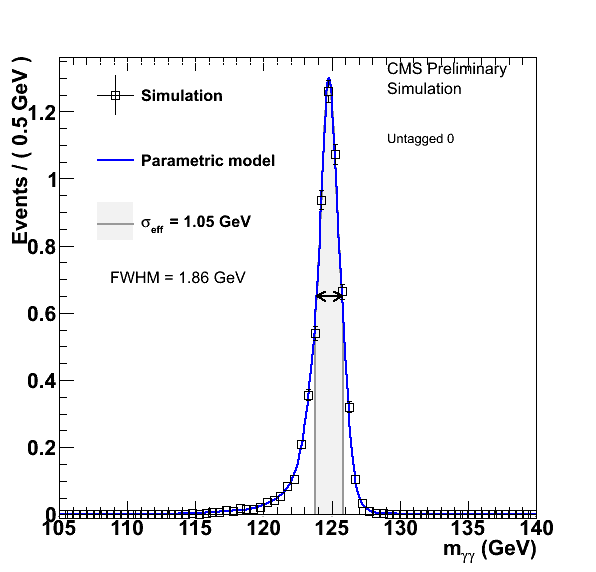 CMS Preliminary
Simulation
Untagged 0
Simulation
Parametric model
σeff = 1.05 GeV
FWHM = 1.86 GeV
Events / ( 0.5 GeV )
1.2
1
0.8
0.6
0.4
0.2
0
105 110 115 120 125 130 135 140
mγγ (GeV)